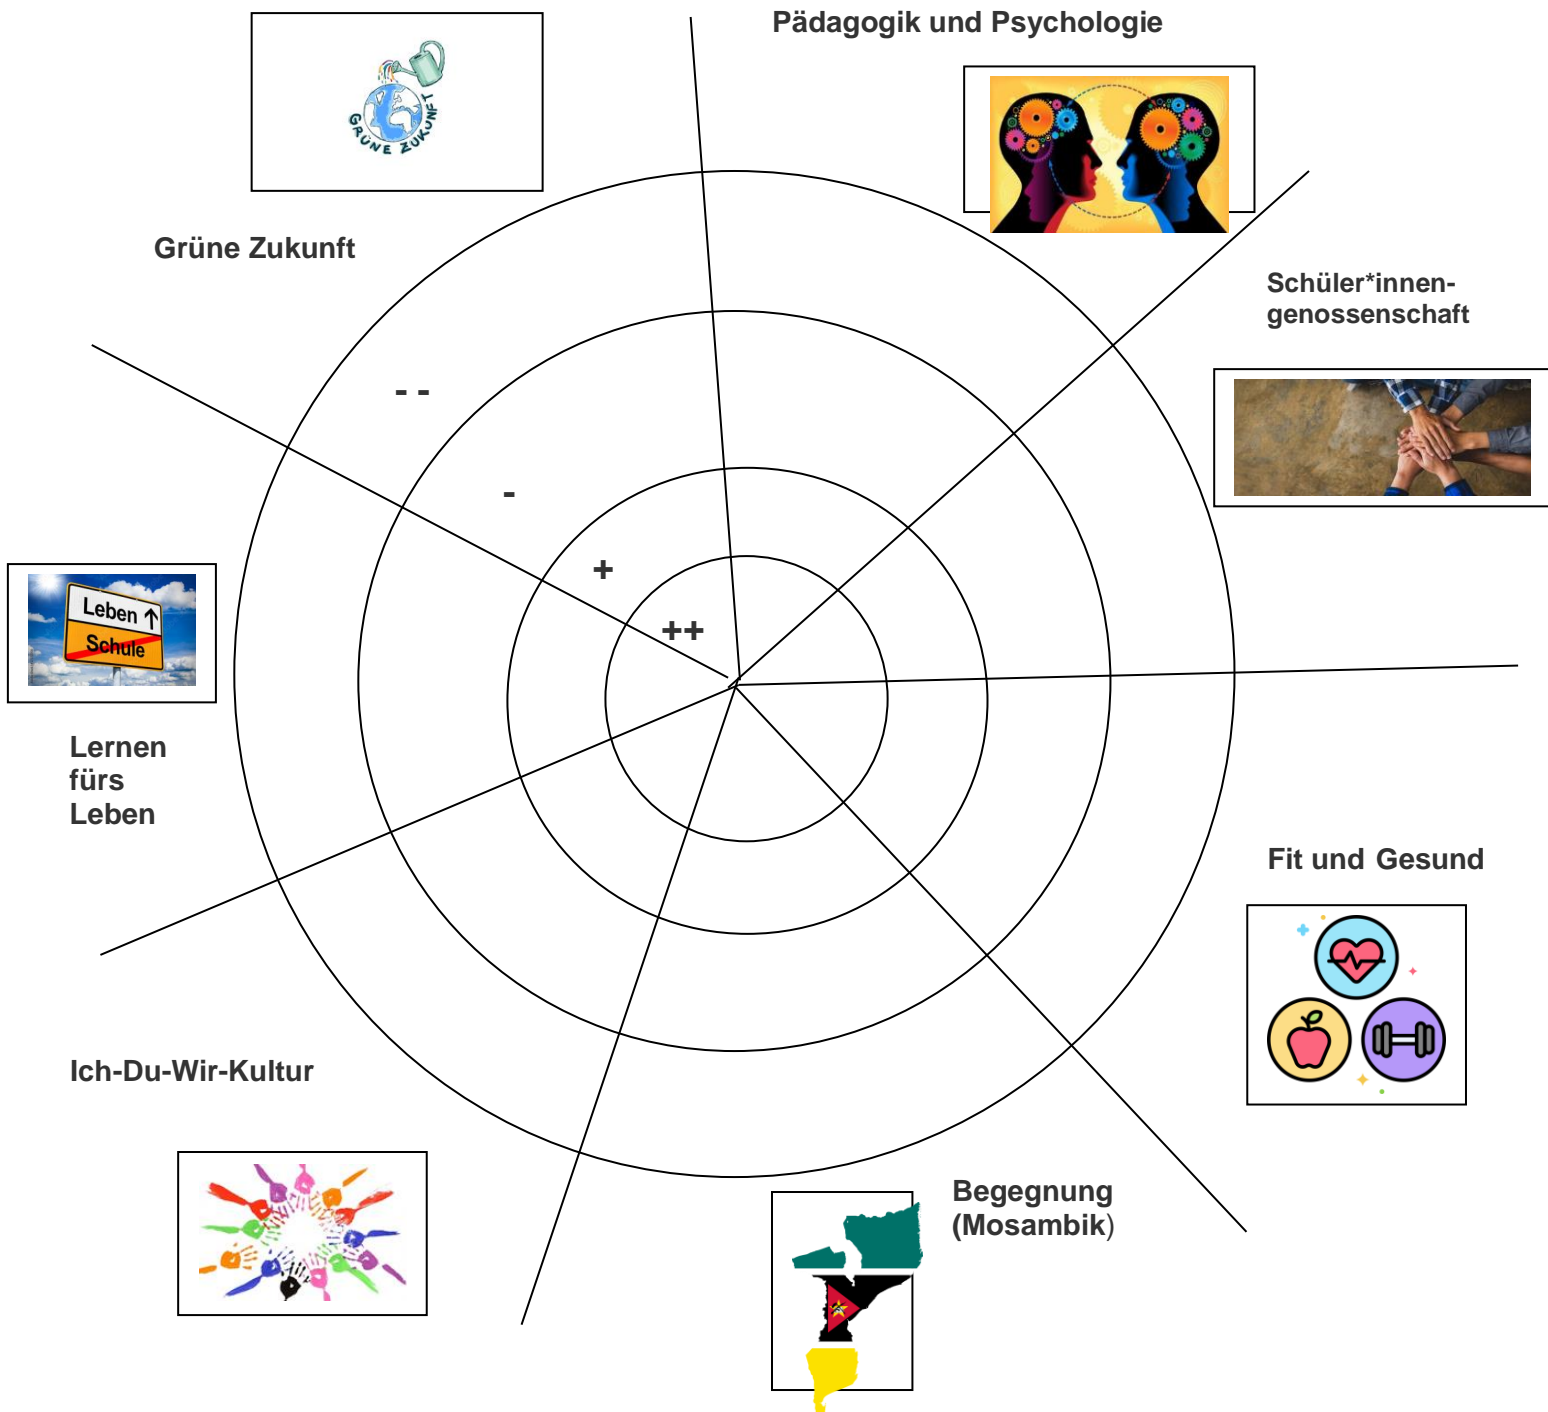 Pädagogik und Psychologie
GRÜNE ZUKUNFT
Grüne Zukunft
Schüler*innen-
genossenschaft
- -
-
+
++
Leben ↑
Schule
Lernen
fürs
Leben
Fit und Gesund
Ich-Du-Wir-Kultur
Begegnung
(Mosambik)